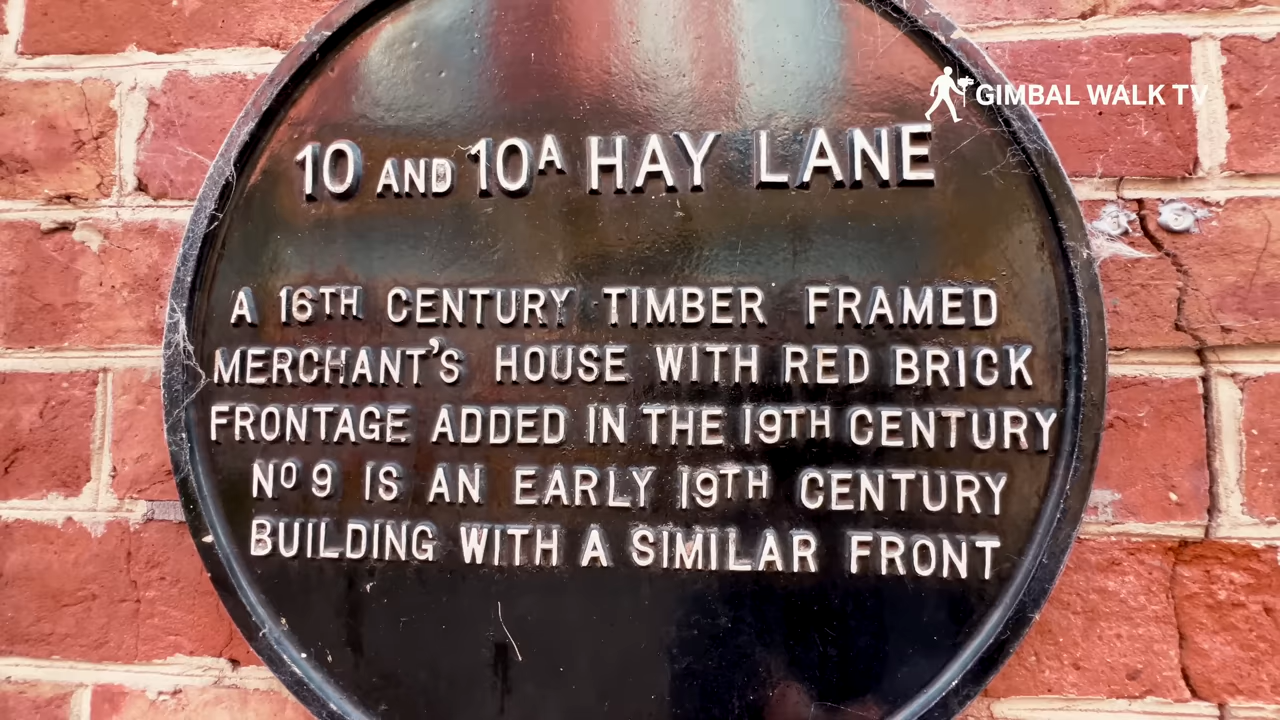 GIMBAL WALK TV
10 AND 10A HAY LANE
A 16TH CENTURY TIMBER FRAMED
MERCHANT'S HOUSE WITH RED BRICK
FRONTAGE ADDED IN THE 19TH CENTURY
No 9 IS AN EARLY 19TH CENTURY
BUILDING WITH A SIMILAR FRONT